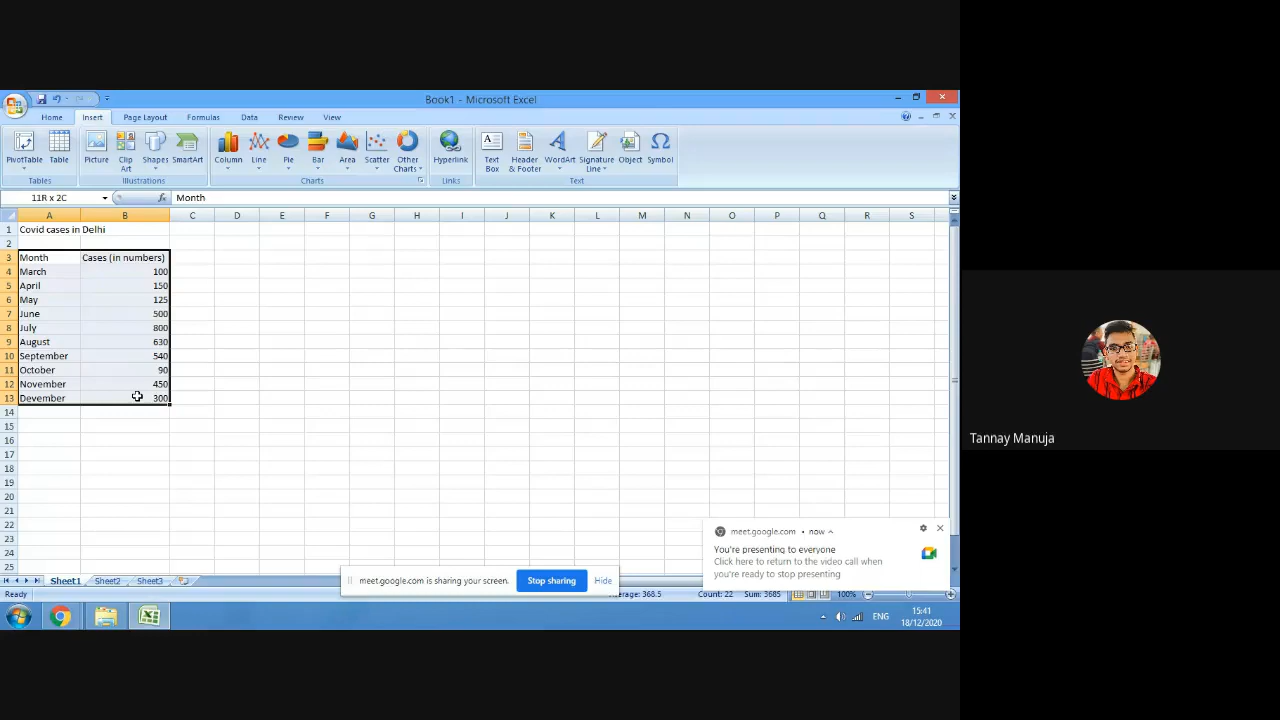 Book1 - Microsoft Excel
Home Insert Page Layout Formulas Data Review View
PivotTable Table Picture Clip Art Shapes SmartArt Column Line Pie Bar Area Scatter Other Charts Hyperlink Text Box Header & Footer WordArt Signature Line Object Symbol
Tables Illustrations Charts Links Text
11R x 2C fx Month
A B C D E F G H I J K L M N O P Q R S
1 Covid cases in Delhi
2
3 Month Cases (in numbers)
4 March 100
5 April 150
6 May 125
7 June 500
8 July 800
9 August 630
10 September 540
11 October 90
12 November 450
13 Devember 300
14
15
16
17
18
19
20
21
22
23
24
25
Tannay Manuja
meet.google.com • now
You're presenting to everyone
Click here to return to the video call when
you're ready to stop presenting
Sheet1 Sheet2 Sheet3
meet.google.com is sharing your screen. Stop sharing Hide
Ready Average: 368.5 Count: 22 Sum: 3685 100%
ENG
15:41
18/12/2020